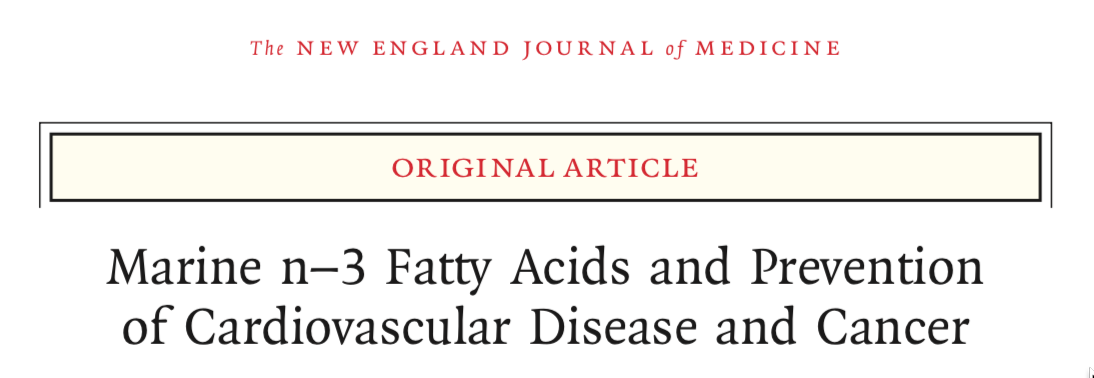 The NEW ENGLAND JOURNAL of MEDICINE
ORIGINAL ARTICLE
Marine n–3 Fatty Acids and Prevention
of Cardiovascular Disease and Cancer